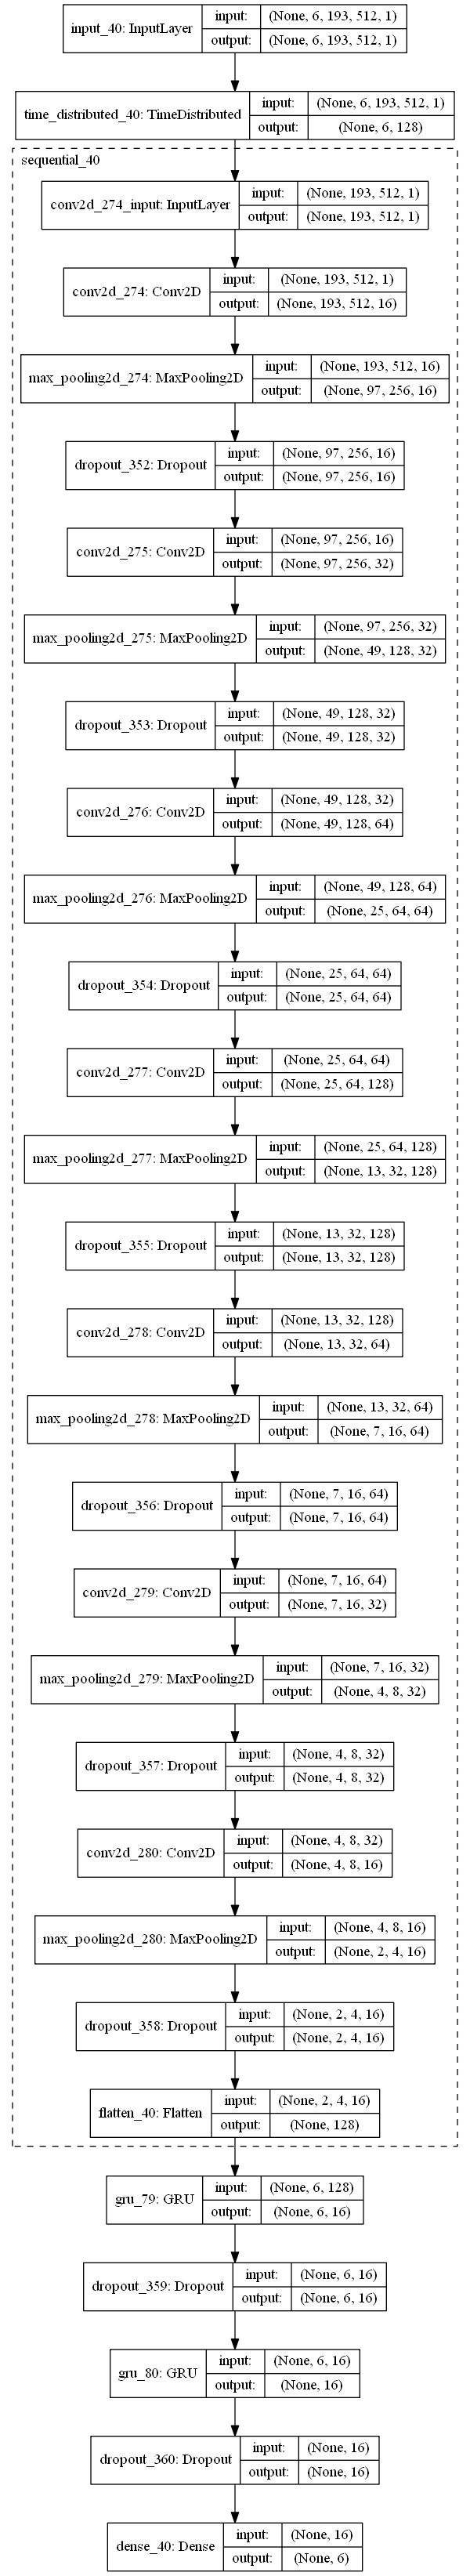 input_40: InputLayer
input: (None, 6, 193, 512, 1)
output: (None, 6, 193, 512, 1)
time_distributed_40: TimeDistributed
input: (None, 6, 193, 512, 1)
output: (None, 6, 128)
sequential_40
conv2d_274_input: InputLayer
input: (None, 193, 512, 1)
output: (None, 193, 512, 1)
conv2d_274: Conv2D
input: (None, 193, 512, 1)
output: (None, 193, 512, 16)
max_pooling2d_274: MaxPooling2D
input: (None, 193, 512, 16)
output: (None, 97, 256, 16)
dropout_352: Dropout
input: (None, 97, 256, 16)
output: (None, 97, 256, 16)
conv2d_275: Conv2D
input: (None, 97, 256, 16)
output: (None, 97, 256, 32)
max_pooling2d_275: MaxPooling2D
input: (None, 97, 256, 32)
output: (None, 49, 128, 32)
dropout_353: Dropout
input: (None, 49, 128, 32)
output: (None, 49, 128, 32)
conv2d_276: Conv2D
input: (None, 49, 128, 32)
output: (None, 49, 128, 64)
max_pooling2d_276: MaxPooling2D
input: (None, 49, 128, 64)
output: (None, 25, 64, 64)
dropout_354: Dropout
input: (None, 25, 64, 64)
output: (None, 25, 64, 64)
conv2d_277: Conv2D
input: (None, 25, 64, 64)
output: (None, 25, 64, 128)
max_pooling2d_277: MaxPooling2D
input: (None, 25, 64, 128)
output: (None, 13, 32, 128)
dropout_355: Dropout
input: (None, 13, 32, 128)
output: (None, 13, 32, 128)
conv2d_278: Conv2D
input: (None, 13, 32, 128)
output: (None, 13, 32, 64)
max_pooling2d_278: MaxPooling2D
input: (None, 13, 32, 64)
output: (None, 7, 16, 64)
dropout_356: Dropout
input: (None, 7, 16, 64)
output: (None, 7, 16, 64)
conv2d_279: Conv2D
input: (None, 7, 16, 64)
output: (None, 7, 16, 32)
max_pooling2d_279: MaxPooling2D
input: (None, 7, 16, 32)
output: (None, 4, 8, 32)
dropout_357: Dropout
input: (None, 4, 8, 32)
output: (None, 4, 8, 32)
conv2d_280: Conv2D
input: (None, 4, 8, 32)
output: (None, 4, 8, 16)
max_pooling2d_280: MaxPooling2D
input: (None, 4, 8, 16)
output: (None, 2, 4, 16)
dropout_358: Dropout
input: (None, 2, 4, 16)
output: (None, 2, 4, 16)
flatten_40: Flatten
input: (None, 2, 4, 16)
output: (None, 128)
gru_79: GRU
input: (None, 6, 128)
output: (None, 6, 16)
dropout_359: Dropout
input: (None, 6, 16)
output: (None, 6, 16)
gru_80: GRU
input: (None, 6, 16)
output: (None, 16)
dropout_360: Dropout
input: (None, 16)
output: (None, 16)
dense_40: Dense
input: (None, 16)
output: (None, 6)